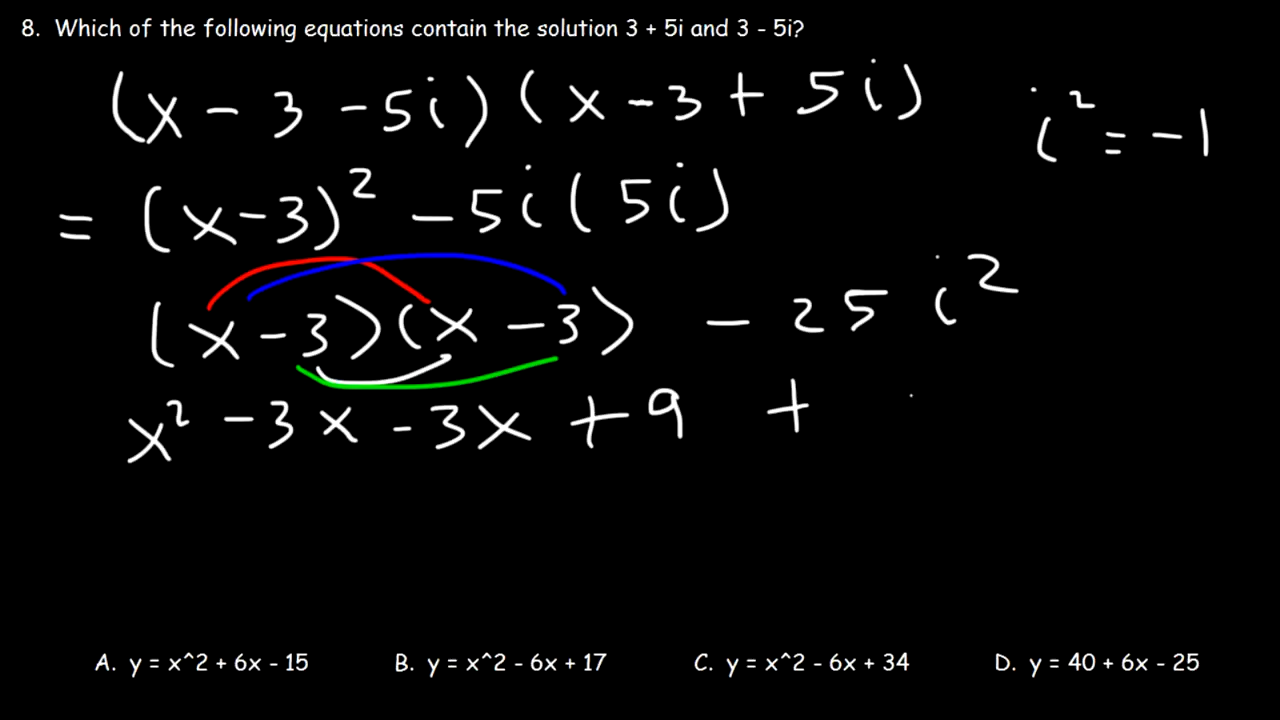 8. Which of the following equations contain the solution 3 + 5i and 3 - 5i?
(x - 3 - 5i)(x - 3 + 5i)
i² = -1
= (x-3)² - 5i(5i)
(x - 3)(x - 3) - 25i²
x² - 3x - 3x + 9 +
A. y = x^2 + 6x - 15
B. y = x^2 - 6x + 17
C. y = x^2 - 6x + 34
D. y = 40 + 6x - 25